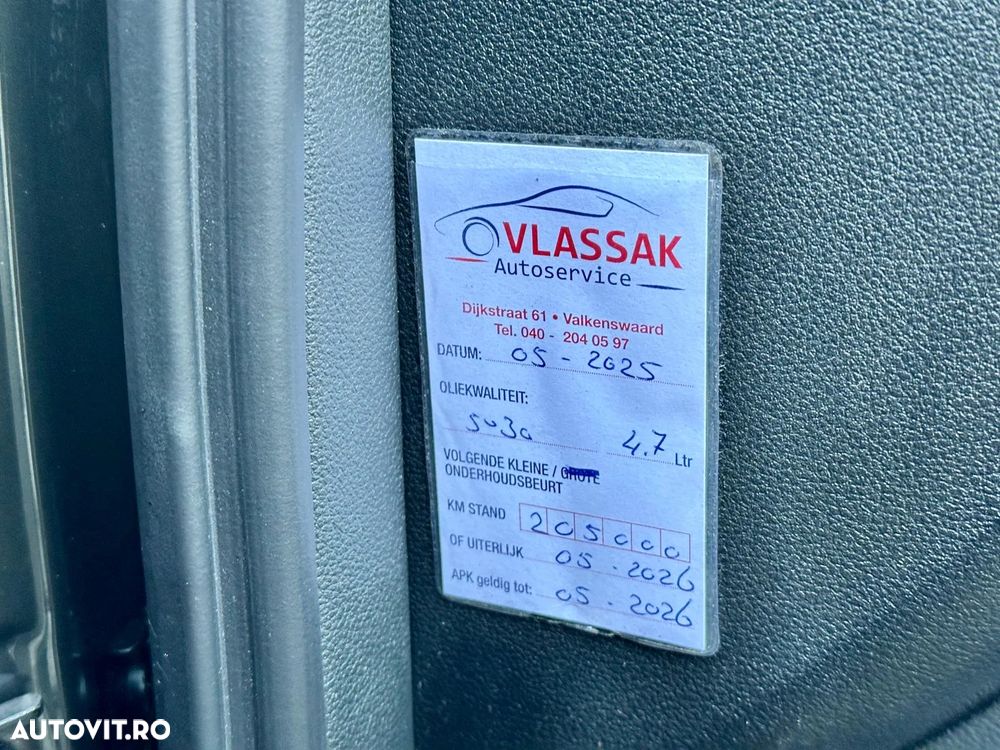 VLASSAK
Autoservice
Dijkstraat 61 • Valkenswaard
Tel. 040 - 204 05 97
DATUM: 05 - 2025
OLIEKWALITEIT:
5w30 4.7 Ltr
VOLGENDE KLEINE / GROTE
ONDERHOUDSBEURT
KM STAND 205000
OF UITERLIJK 05 - 2026
APK geldig tot: 05 - 2026
AUTOVIT.RO